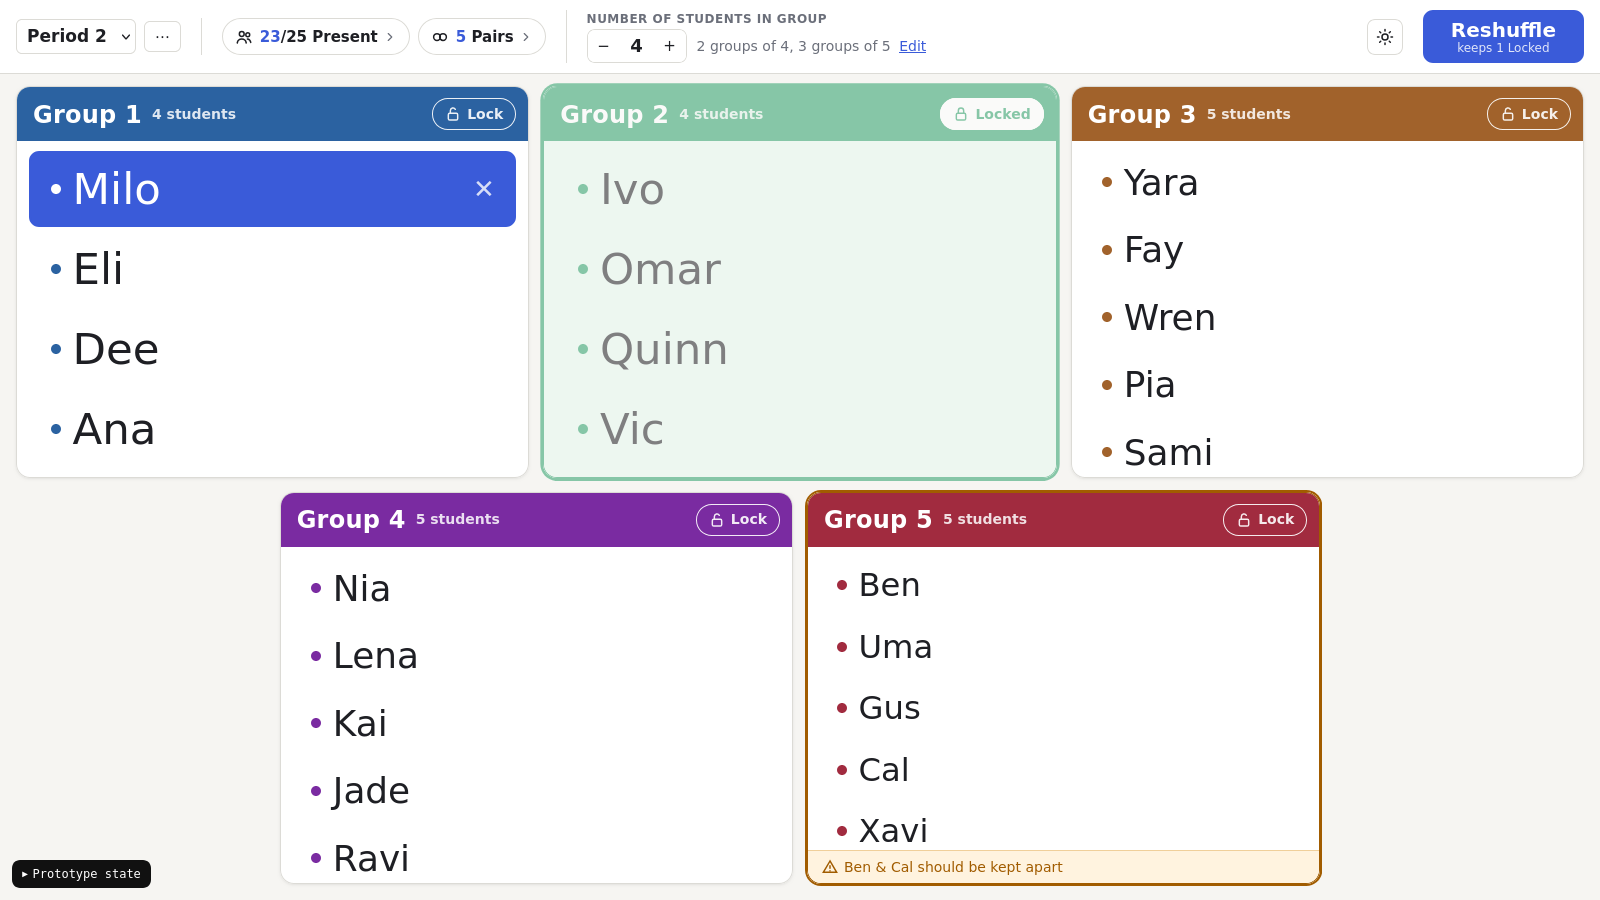 Period 2
...
23/25 Present
5 Pairs
NUMBER OF STUDENTS IN GROUP
− 4 +
2 groups of 4, 3 groups of 5 Edit
Reshuffle
keeps 1 Locked
Group 1 4 students Lock
Milo ✕
Eli
Dee
Ana
Group 2 4 students Locked
Ivo
Omar
Quinn
Vic
Group 3 5 students Lock
Yara
Fay
Wren
Pia
Sami
Group 4 5 students Lock
Nia
Lena
Kai
Jade
Ravi
Group 5 5 students Lock
Ben
Uma
Gus
Cal
Xavi
Ben & Cal should be kept apart
Prototype state